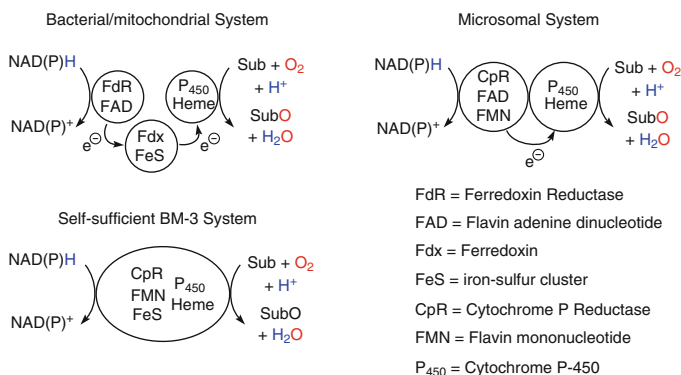 Bacterial/mitochondrial System
NAD(P)H
FdR
FAD
NAD(P)+
e⊖
Fdx
FeS
e⊖
P450
Heme
Sub + O2
+ H+
SubO
+ H2O
Microsomal System
NAD(P)H
CpR
FAD
FMN
NAD(P)+
e⊖
P450
Heme
Sub + O2
+ H+
SubO
+ H2O
Self-sufficient BM-3 System
NAD(P)H
CpR
FMN
FeS
P450
Heme
NAD(P)+
Sub + O2
+ H+
SubO
+ H2O
FdR = Ferredoxin Reductase
FAD = Flavin adenine dinucleotide
Fdx = Ferredoxin
FeS = iron-sulfur cluster
CpR = Cytochrome P Reductase
FMN = Flavin mononucleotide
P450 = Cytochrome P-450